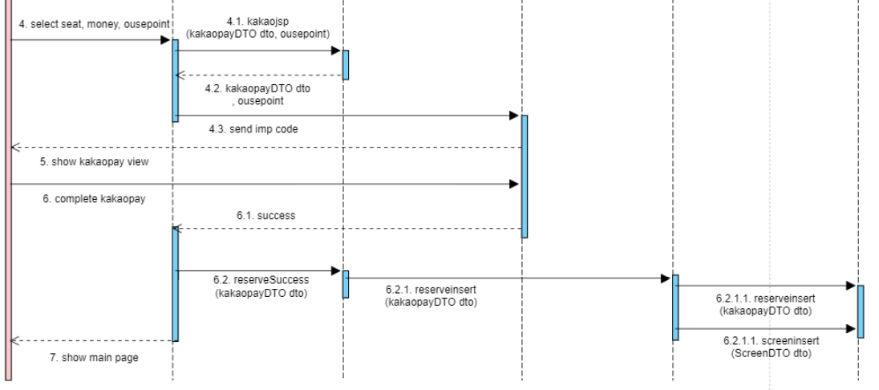 4. select seat, money, ousepoint
4.1. kakaojsp
(kakaopayDTO dto, ousepoint)
4.2. kakaopayDTO dto
, ousepoint
4.3. send imp code
5. show kakaopay view
6. complete kakaopay
6.1. success
6.2. reserveSuccess
(kakaopayDTO dto)
6.2.1. reserveinsert
(kakaopayDTO dto)
6.2.1.1. reserveinsert
(kakaopayDTO dto)
6.2.1.1. screeninsert
(ScreenDTO dto)
7. show main page